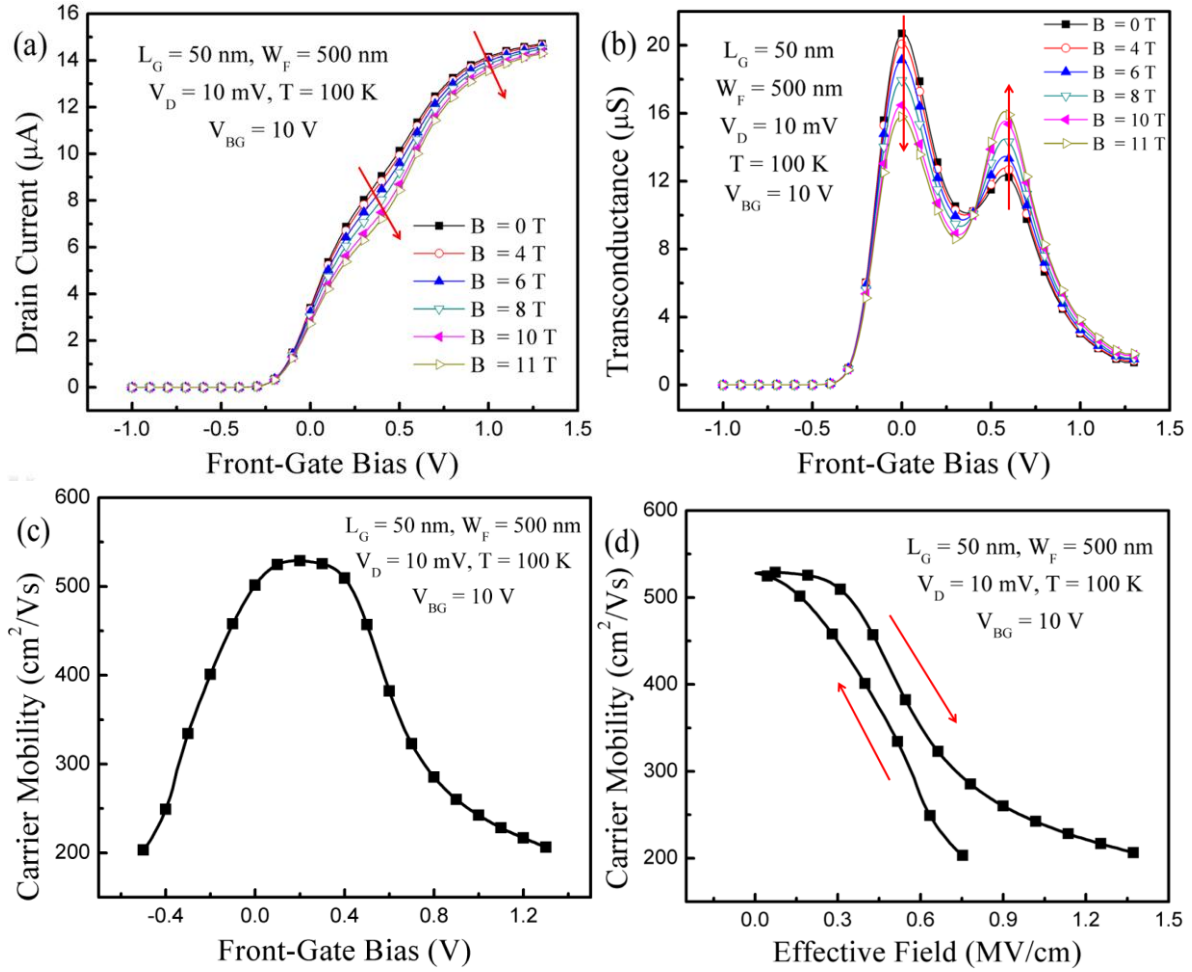 (a)
L_G = 50 nm, W_F = 500 nm
V_D = 10 mV, T = 100 K
V_BG = 10 V
B = 0 T
B = 4 T
B = 6 T
B = 8 T
B = 10 T
B = 11 T
16
14
12
10
8
6
4
2
0
Drain Current (μA)
-1.0 -0.5 0.0 0.5 1.0 1.5
Front-Gate Bias (V)
(b)
L_G = 50 nm
W_F = 500 nm
V_D = 10 mV
T = 100 K
V_BG = 10 V
B = 0 T
B = 4 T
B = 6 T
B = 8 T
B = 10 T
B = 11 T
20
16
12
8
4
0
Transconductance (μS)
-1.0 -0.5 0.0 0.5 1.0 1.5
Front-Gate Bias (V)
(c)
L_G = 50 nm, W_F = 500 nm
V_D = 10 mV, T = 100 K
V_BG = 10 V
600
500
400
300
200
Carrier Mobility (cm²/Vs)
-0.4 0.0 0.4 0.8 1.2
Front-Gate Bias (V)
(d)
L_G = 50 nm, W_F = 500 nm
V_D = 10 mV, T = 100 K
V_BG = 10 V
600
500
400
300
200
Carrier Mobility (cm²/Vs)
0.0 0.3 0.6 0.9 1.2 1.5
Effective Field (MV/cm)